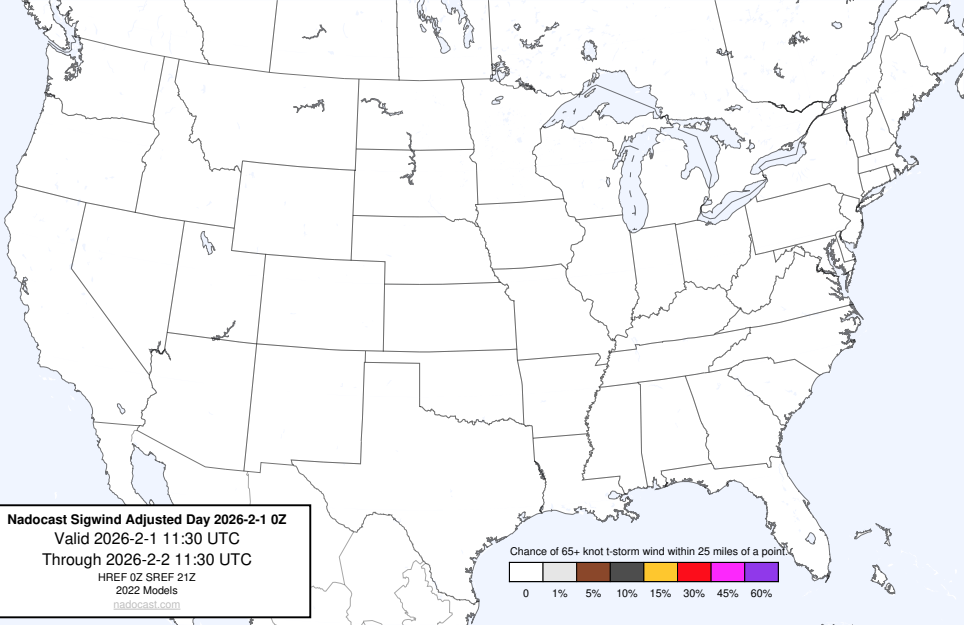 Nadocast Sigwind Adjusted Day 2026-2-1 0Z
Valid 2026-2-1 11:30 UTC
Through 2026-2-2 11:30 UTC
HREF 0Z SREF 21Z
2022 Models
nadocast.com
Chance of 65+ knot t-storm wind within 25 miles of a point.
0 1% 5% 10% 15% 30% 45% 60%